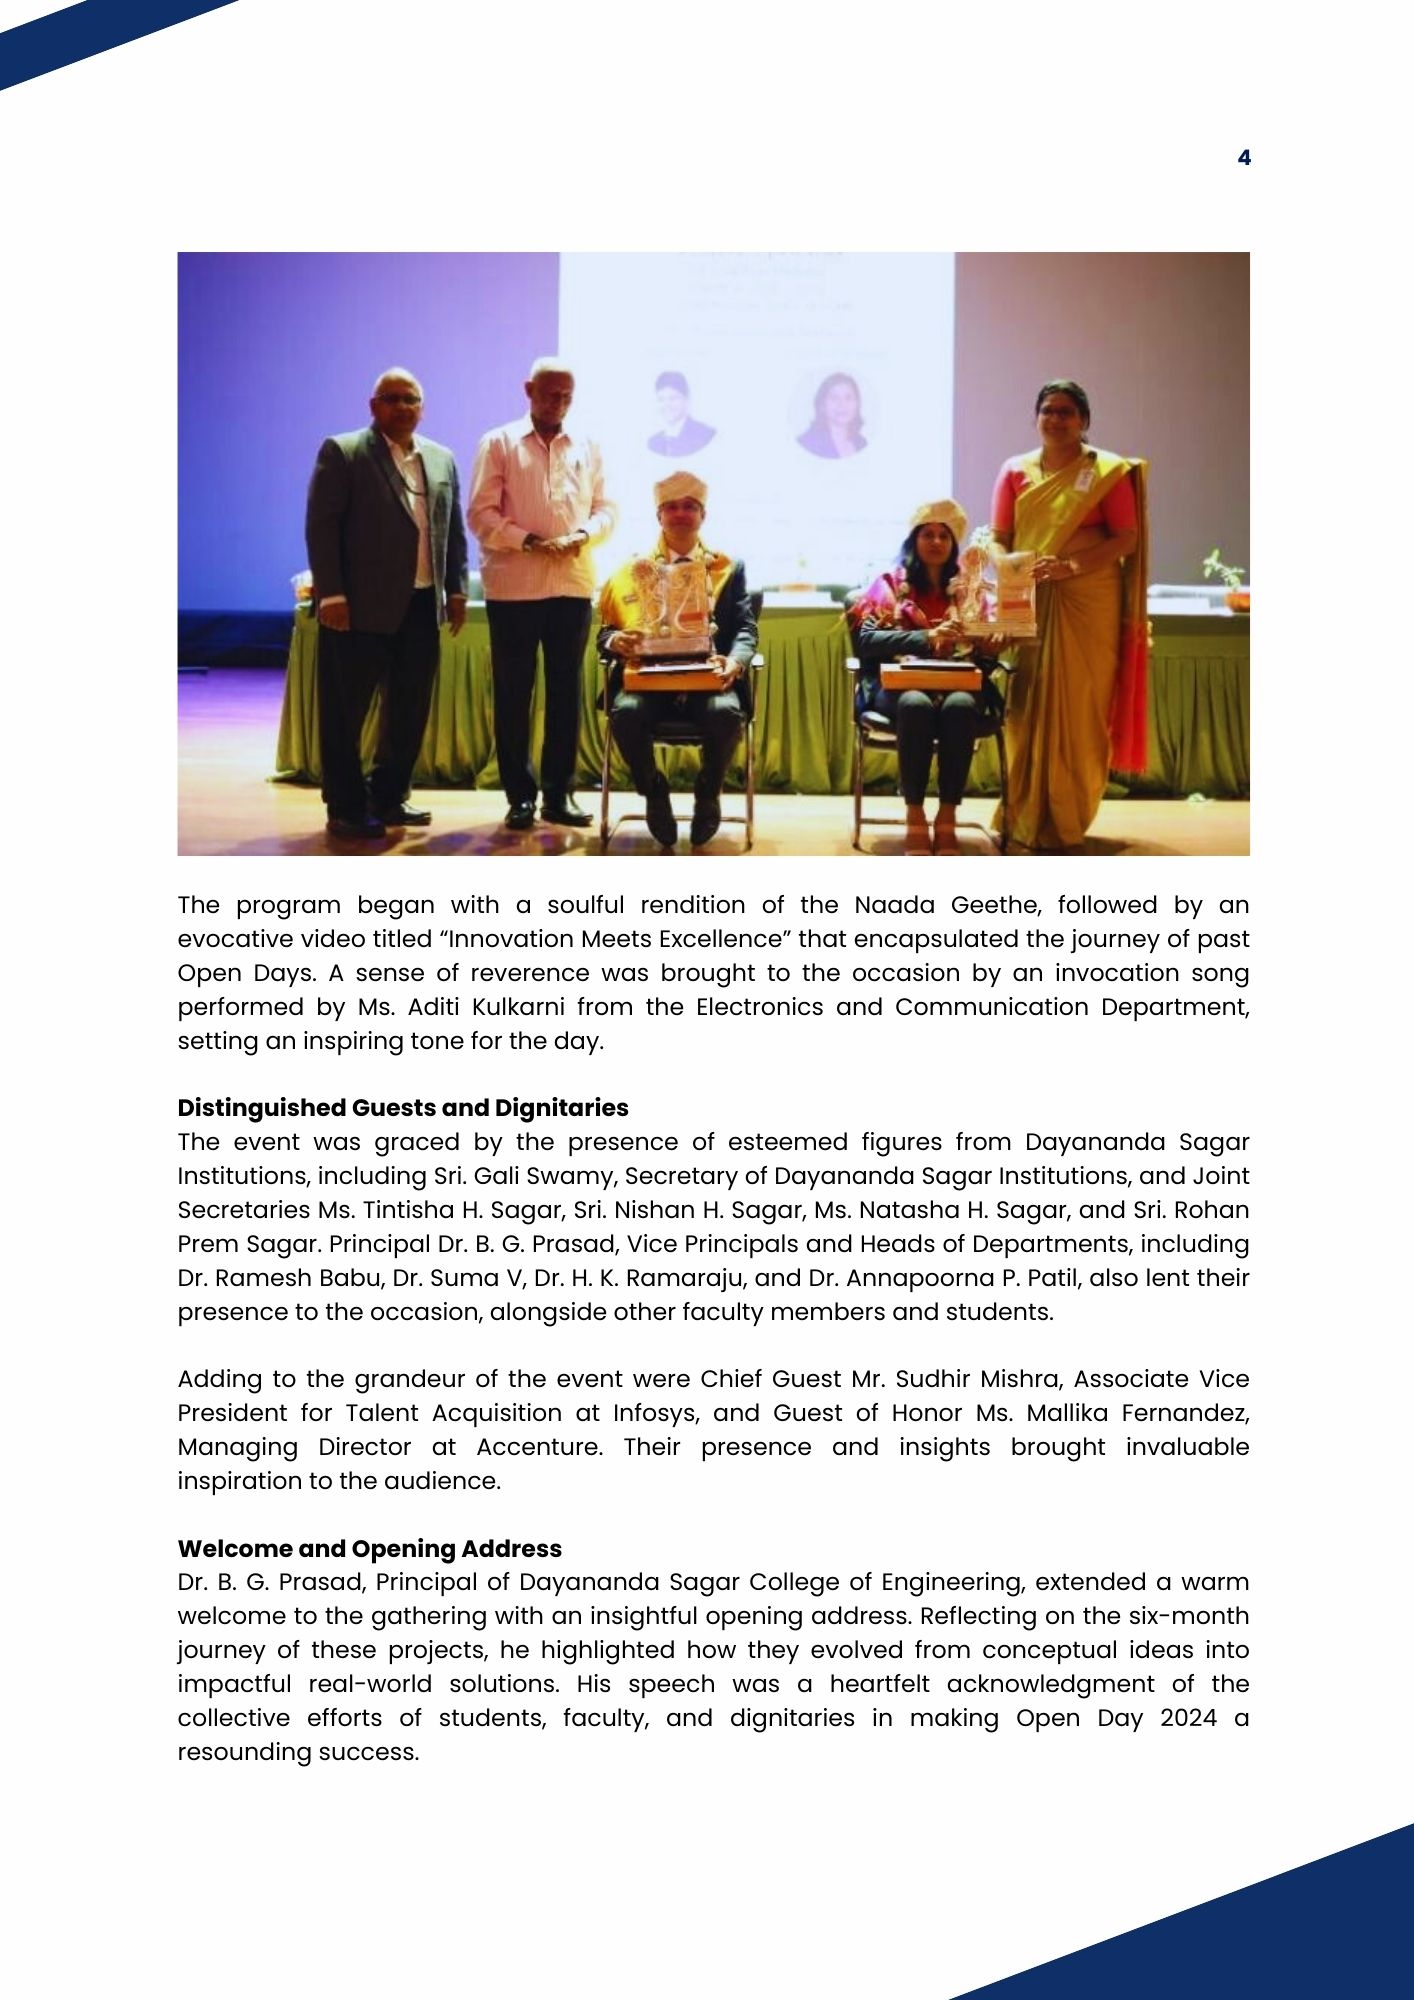 4
The program began with a soulful rendition of the Naada Geethe, followed by an
evocative video titled “Innovation Meets Excellence” that encapsulated the journey of past
Open Days. A sense of reverence was brought to the occasion by an invocation song
performed by Ms. Aditi Kulkarni from the Electronics and Communication Department,
setting an inspiring tone for the day.
Distinguished Guests and Dignitaries
The event was graced by the presence of esteemed figures from Dayananda Sagar
Institutions, including Sri. Gali Swamy, Secretary of Dayananda Sagar Institutions, and Joint
Secretaries Ms. Tintisha H. Sagar, Sri. Nishan H. Sagar, Ms. Natasha H. Sagar, and Sri. Rohan
Prem Sagar. Principal Dr. B. G. Prasad, Vice Principals and Heads of Departments, including
Dr. Ramesh Babu, Dr. Suma V, Dr. H. K. Ramaraju, and Dr. Annapoorna P. Patil, also lent their
presence to the occasion, alongside other faculty members and students.
Adding to the grandeur of the event were Chief Guest Mr. Sudhir Mishra, Associate Vice
President for Talent Acquisition at Infosys, and Guest of Honor Ms. Mallika Fernandez,
Managing Director at Accenture. Their presence and insights brought invaluable
inspiration to the audience.
Welcome and Opening Address
Dr. B. G. Prasad, Principal of Dayananda Sagar College of Engineering, extended a warm
welcome to the gathering with an insightful opening address. Reflecting on the six-month
journey of these projects, he highlighted how they evolved from conceptual ideas into
impactful real-world solutions. His speech was a heartfelt acknowledgment of the
collective efforts of students, faculty, and dignitaries in making Open Day 2024 a
resounding success.